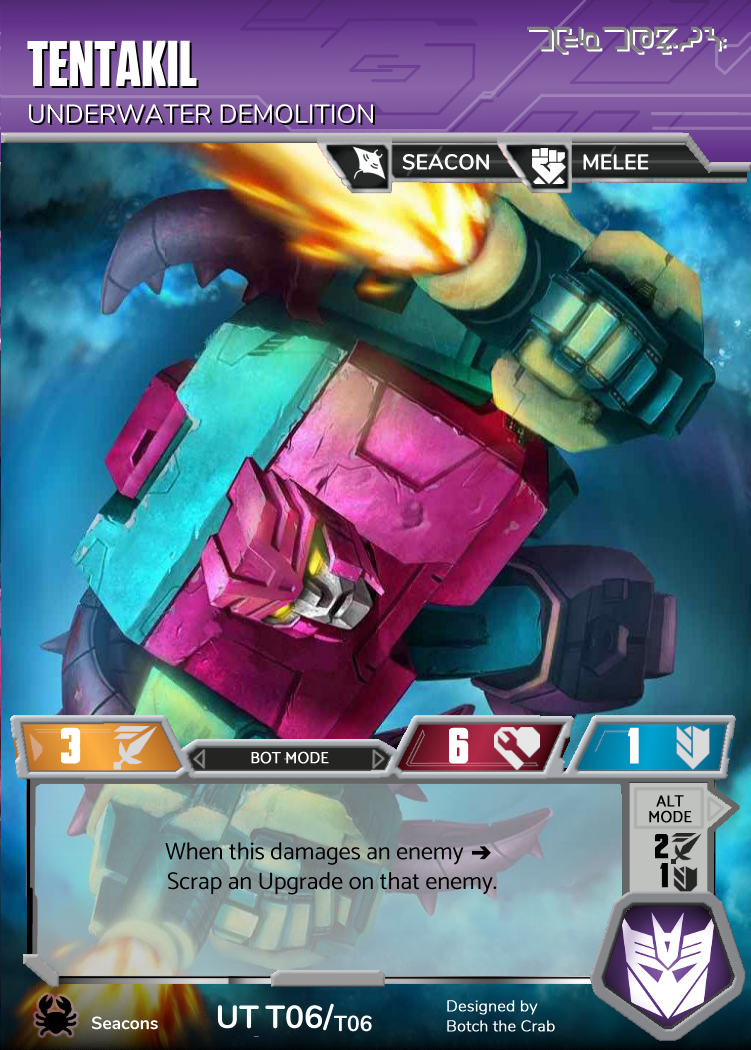 TENTAKIL
UNDERWATER DEMOLITION
SEACON MELEE
3 BOT MODE 6 1
ALT
MODE
2
1
When this damages an enemy ➔
Scrap an Upgrade on that enemy.
Seacons UT T06/T06
Designed by
Botch the Crab